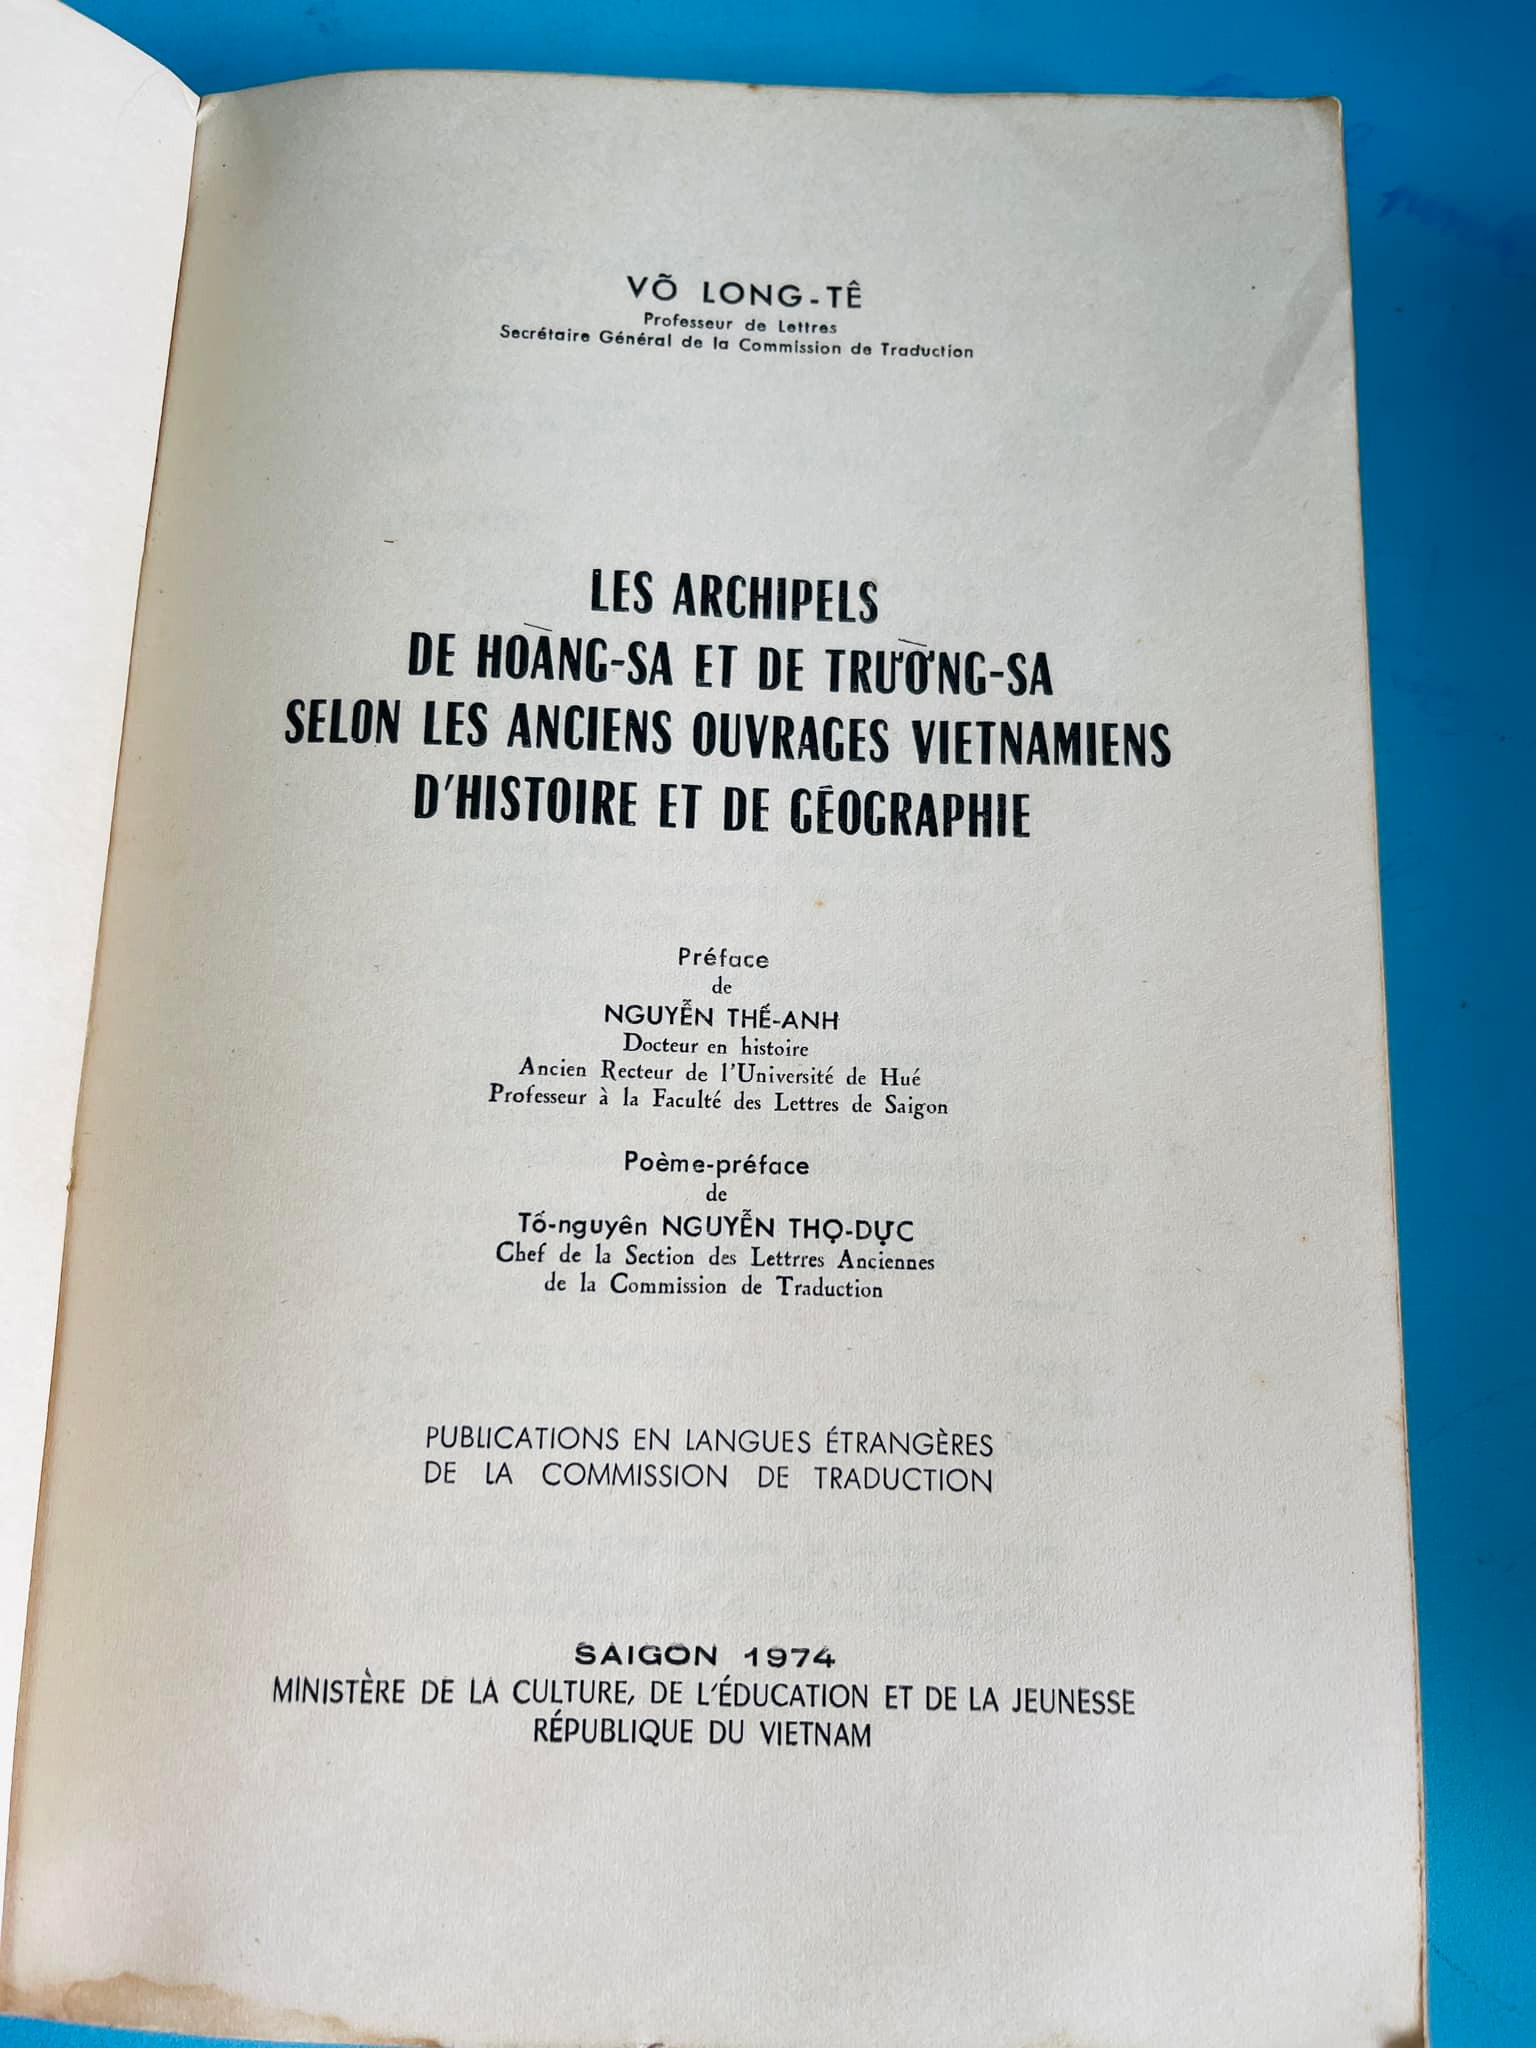 VÕ LONG-TÊ
Professeur de Lettres
Secrétaire Général de la Commission de Traduction
LES ARCHIPELS
DE HOÀNG-SA ET DE TRƯỜNG-SA
SELON LES ANCIENS OUVRAGES VIETNAMIENS
D'HISTOIRE ET DE GÉOGRAPHIE
Préface
de
NGUYỄN THẾ-ANH
Docteur en histoire
Ancien Recteur de l'Université de Hué
Professeur à la Faculté des Lettres de Saigon
Poème-préface
de
Tố-nguyên NGUYỄN THỌ-DỰC
Chef de la Section des Lettrres Anciennes
de la Commission de Traduction
PUBLICATIONS EN LANGUES ÉTRANGÈRES
DE LA COMMISSION DE TRADUCTION
SAIGON 1974
MINISTÈRE DE LA CULTURE, DE L'ÉDUCATION ET DE LA JEUNESSE
RÉPUBLIQUE DU VIETNAM